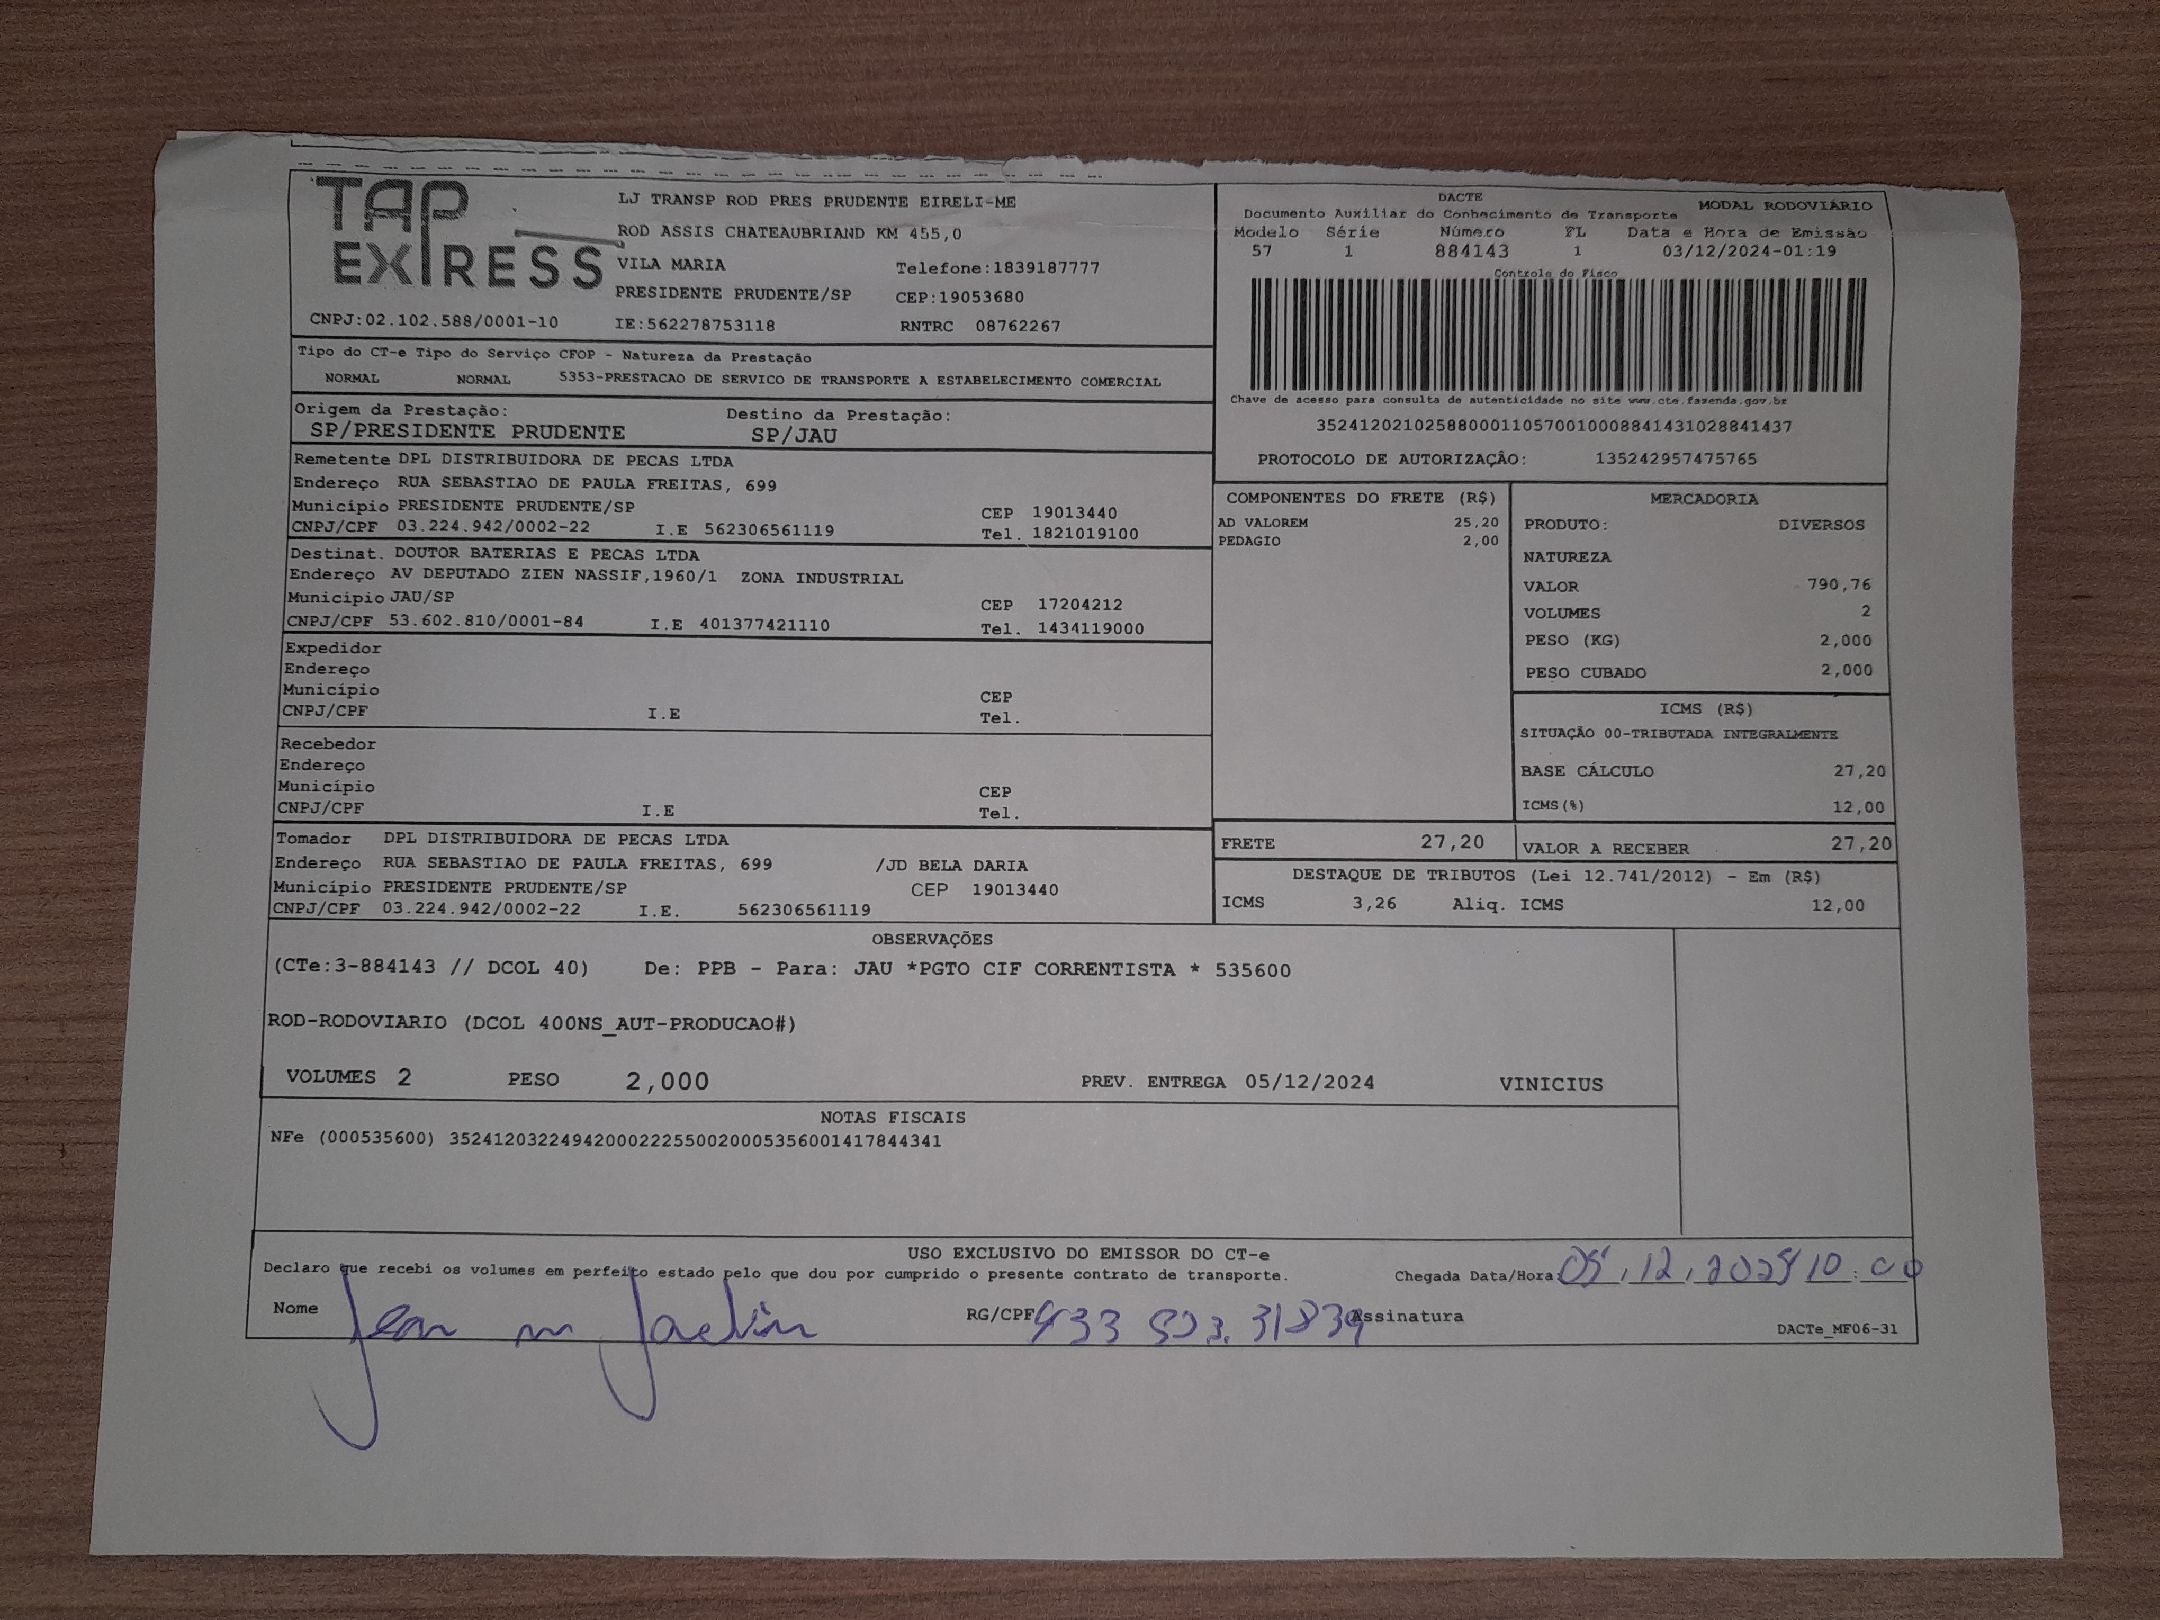 TAP
EXPRESS
LJ TRANSP ROD PRES PRUDENTE EIRELI-ME
ROD ASSIS CHATEAUBRIAND KM 455,0
VILA MARIA Telefone:1839187777
PRESIDENTE PRUDENTE/SP CEP:19053680
CNPJ:02.102.588/0001-10 IE:562278753118 RNTRC 08762267
DACTE MODAL RODOVIÁRIO
Documento Auxiliar do Conhecimento de Transporte
Modelo Série Número FL Data e Hora de Emissão
57 1 884143 1 03/12/2024-01:19
Controle do Fisco
Chave de acesso para consulta de autenticidade no site www.cte.fazenda.gov.br
35241202102588000110570010008841431028841437
PROTOCOLO DE AUTORIZAÇÃO: 135242957475765
Tipo do CT-e Tipo do Serviço CFOP - Natureza da Prestação
NORMAL NORMAL 5353-PRESTACAO DE SERVICO DE TRANSPORTE A ESTABELECIMENTO COMERCIAL
Origem da Prestação: Destino da Prestação:
SP/PRESIDENTE PRUDENTE SP/JAU
Remetente DPL DISTRIBUIDORA DE PECAS LTDA
Endereço RUA SEBASTIAO DE PAULA FREITAS, 699
Município PRESIDENTE PRUDENTE/SP CEP 19013440
CNPJ/CPF 03.224.942/0002-22 I.E 562306561119 Tel. 1821019100
Destinat. DOUTOR BATERIAS E PECAS LTDA
Endereço AV DEPUTADO ZIEN NASSIF,1960/1 ZONA INDUSTRIAL
Município JAU/SP CEP 17204212
CNPJ/CPF 53.602.810/0001-84 I.E 401377421110 Tel. 1434119000
Expedidor
Endereço
Município CEP
CNPJ/CPF I.E Tel.
Recebedor
Endereço
Município CEP
CNPJ/CPF I.E Tel.
Tomador DPL DISTRIBUIDORA DE PECAS LTDA
Endereço RUA SEBASTIAO DE PAULA FREITAS, 699 /JD BELA DARIA
Município PRESIDENTE PRUDENTE/SP CEP 19013440
CNPJ/CPF 03.224.942/0002-22 I.E. 562306561119
COMPONENTES DO FRETE (R$)
AD VALOREM 25,20
PEDAGIO 2,00
MERCADORIA
PRODUTO: DIVERSOS
NATUREZA
VALOR 790,76
VOLUMES 2
PESO (KG) 2,000
PESO CUBADO 2,000
ICMS (R$)
SITUAÇÃO 00-TRIBUTADA INTEGRALMENTE
BASE CÁLCULO 27,20
ICMS(%) 12,00
FRETE 27,20 VALOR A RECEBER 27,20
DESTAQUE DE TRIBUTOS (Lei 12.741/2012) - Em (R$)
ICMS 3,26 Aliq. ICMS 12,00
OBSERVAÇÕES
(CTe:3-884143 // DCOL 40) De: PPB - Para: JAU *PGTO CIF CORRENTISTA * 535600
ROD-RODOVIARIO (DCOL 400NS_AUT-PRODUCAO#)
VOLUMES 2 PESO 2,000 PREV. ENTREGA 05/12/2024 VINICIUS
NOTAS FISCAIS
NFe (000535600) 35241203224942000222550020005356001417844341
USO EXCLUSIVO DO EMISSOR DO CT-e
Declaro que recebi os volumes em perfeito estado pelo que dou por cumprido o presente contrato de transporte. Chegada Data/Hora: 05.12.2024 10:00
Nome Jean m RG/CPF Assinatura
DACTe_MF06-31